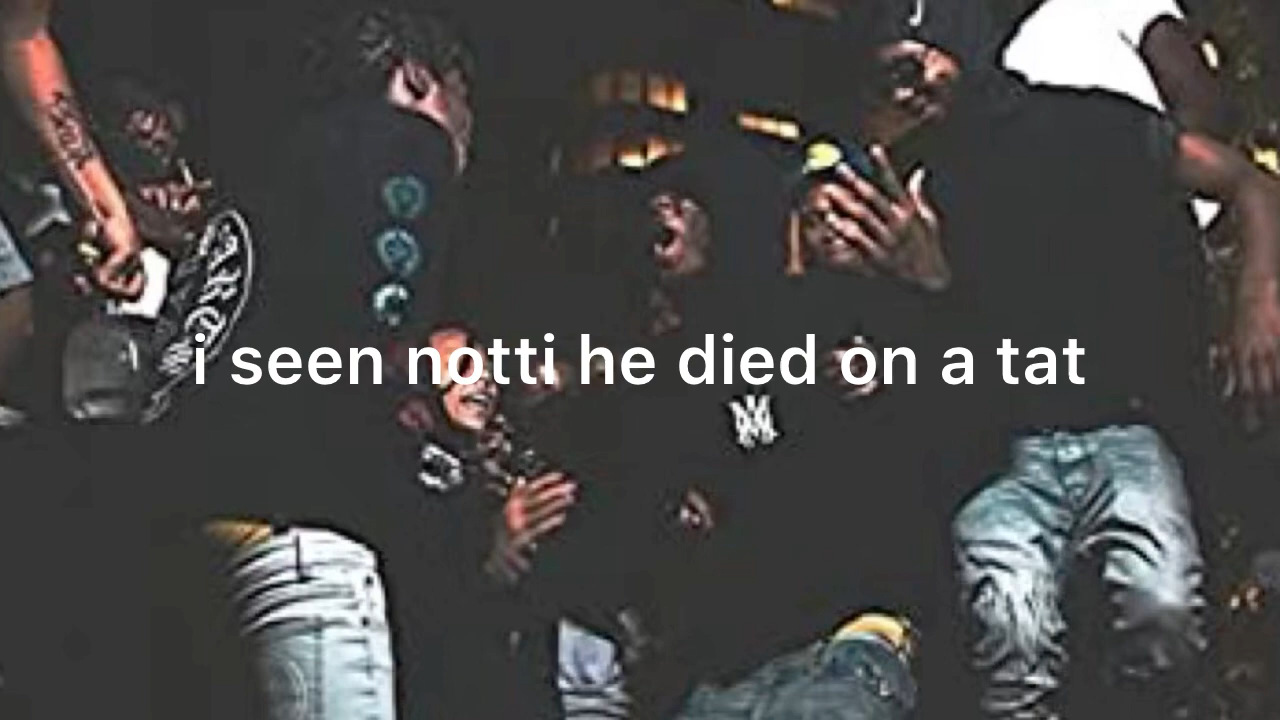 i seen notti he died on a tat